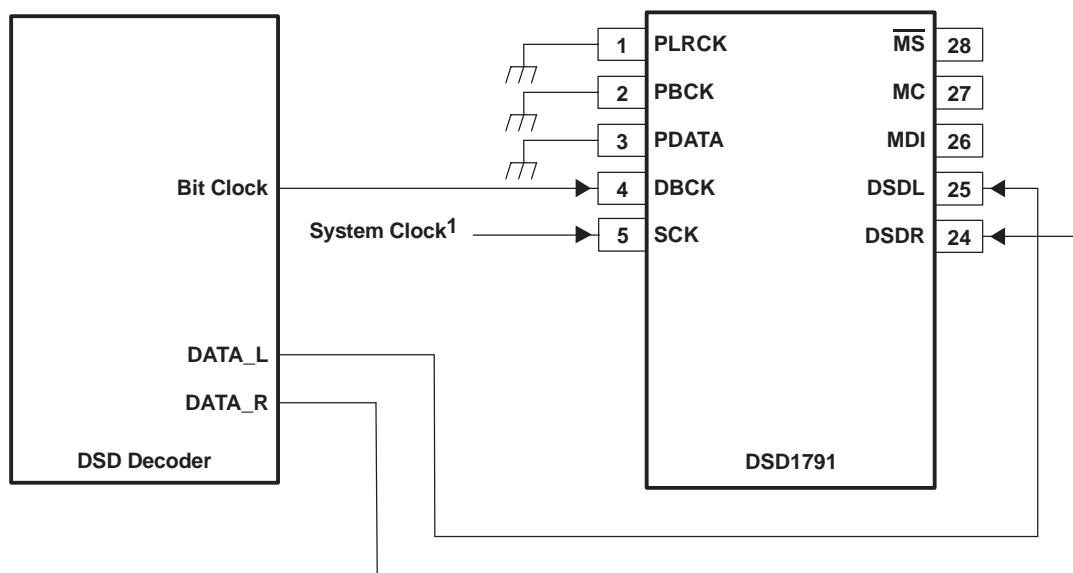 1 PLRCK MS 28
2 PBCK MC 27
3 PDATA MDI 26
Bit Clock 4 DBCK DSDL 25
System Clock1 5 SCK DSDR 24
DATA_L
DATA_R
DSD Decoder DSD1791